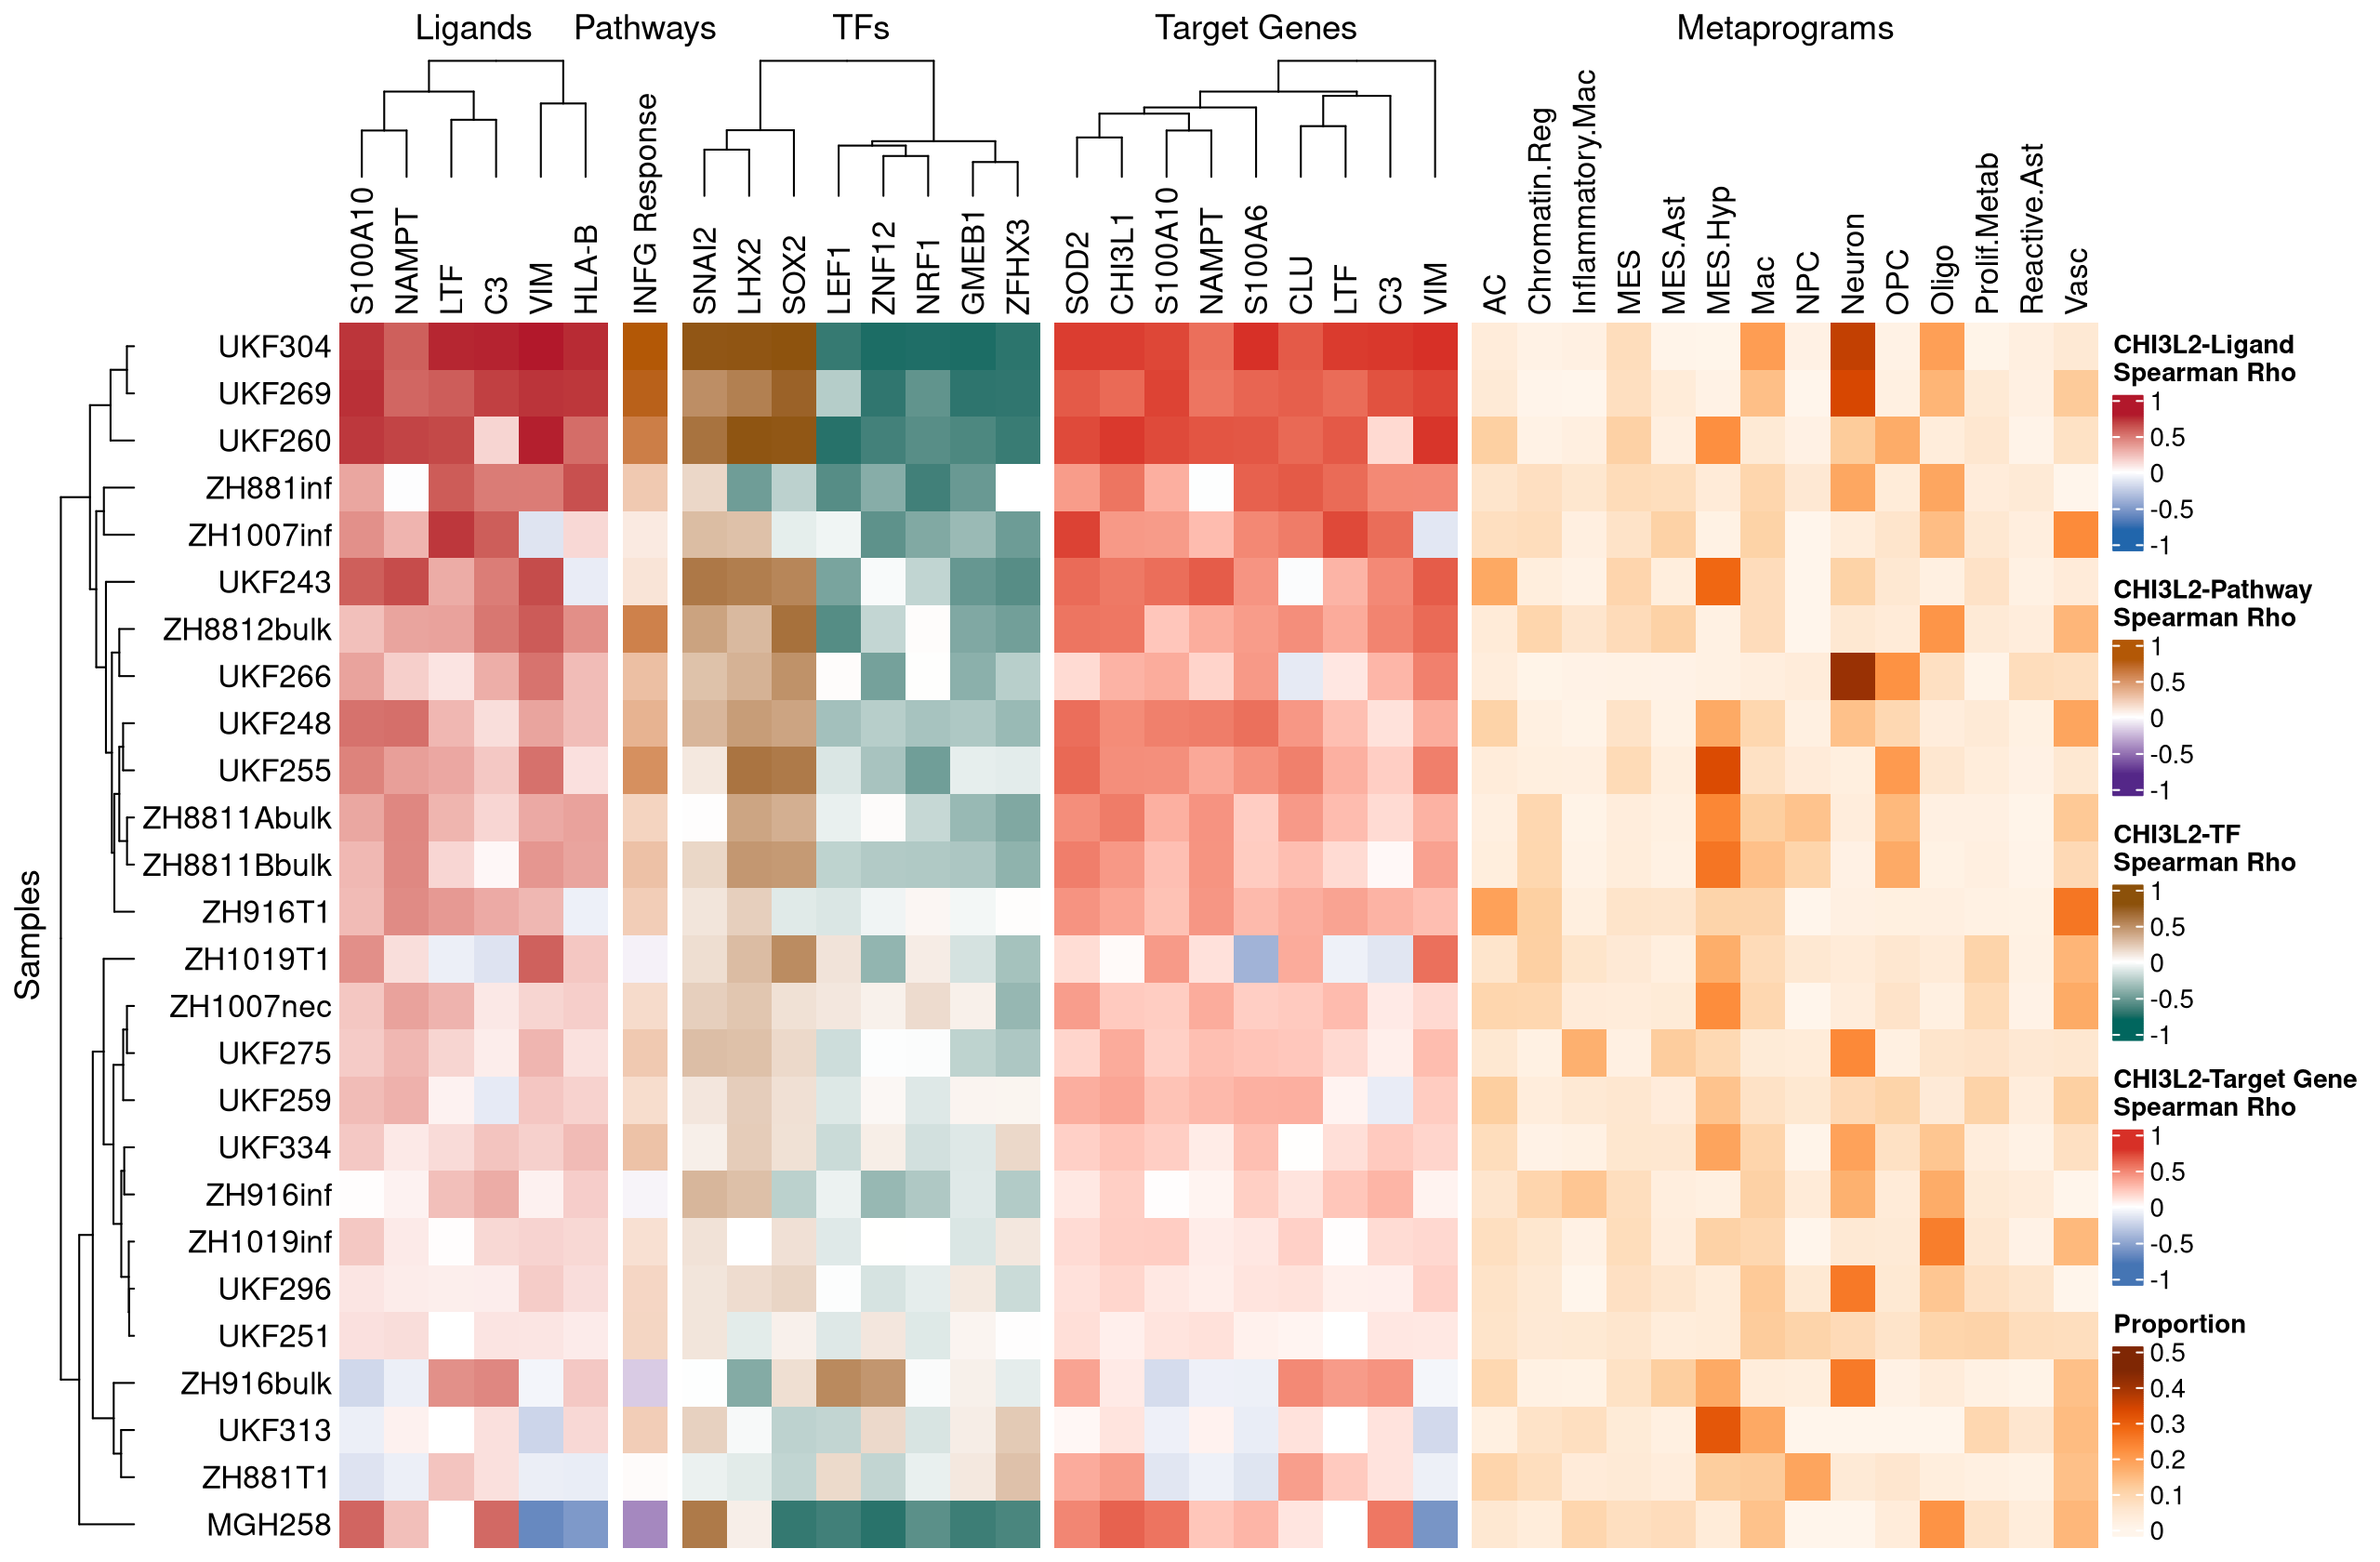 Ligands Pathways TFs Target Genes Metaprograms
S100A10 NAMPT LTF C3 VIM HLA-B INFG Response SNAI2 LHX2 SOX2 LEF1 ZNF12 NRF1 GMEB1 ZFHX3 SOD2 CHI3L1 S100A10 NAMPT S100A6 CLU LTF C3 VIM AC Chromatin.Reg Inflammatory.Mac MES MES.Ast MES.Hyp Mac NPC Neuron OPC Oligo Prolif.Metab Reactive.Ast Vasc
Samples
UKF304
UKF269
UKF260
ZH881inf
ZH1007inf
UKF243
ZH8812bulk
UKF266
UKF248
UKF255
ZH8811Abulk
ZH8811Bbulk
ZH916T1
ZH1019T1
ZH1007nec
UKF275
UKF259
UKF334
ZH916inf
ZH1019inf
UKF296
UKF251
ZH916bulk
UKF313
ZH881T1
MGH258
CHI3L2-Ligand
Spearman Rho
1
0.5
0
-0.5
-1
CHI3L2-Pathway
Spearman Rho
1
0.5
0
-0.5
-1
CHI3L2-TF
Spearman Rho
1
0.5
0
-0.5
-1
CHI3L2-Target Gene
Spearman Rho
1
0.5
0
-0.5
-1
Proportion
0.5
0.4
0.3
0.2
0.1
0